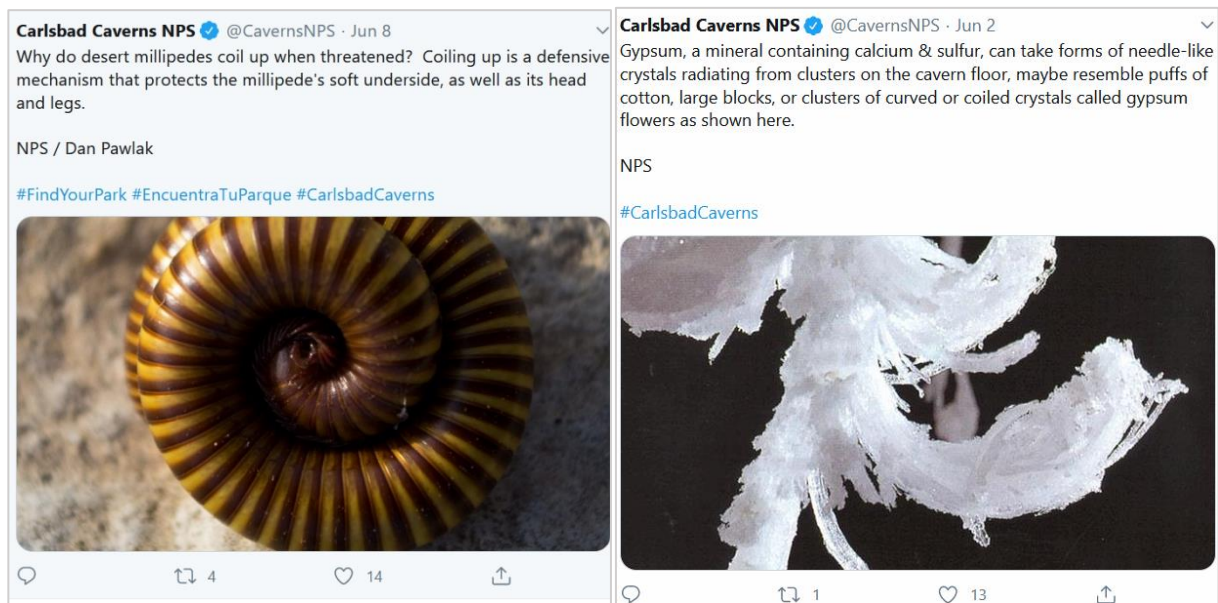 Carlsbad Caverns NPS @CavernsNPS · Jun 8
Why do desert millipedes coil up when threatened? Coiling up is a defensive
mechanism that protects the millipede's soft underside, as well as its head
and legs.
NPS / Dan Pawlak
#FindYourPark #EncuentraTuParque #CarlsbadCaverns
4 14
Carlsbad Caverns NPS @CavernsNPS · Jun 2
Gypsum, a mineral containing calcium & sulfur, can take forms of needle-like
crystals radiating from clusters on the cavern floor, maybe resemble puffs of
cotton, large blocks, or clusters of curved or coiled crystals called gypsum
flowers as shown here.
NPS
#CarlsbadCaverns
1 13